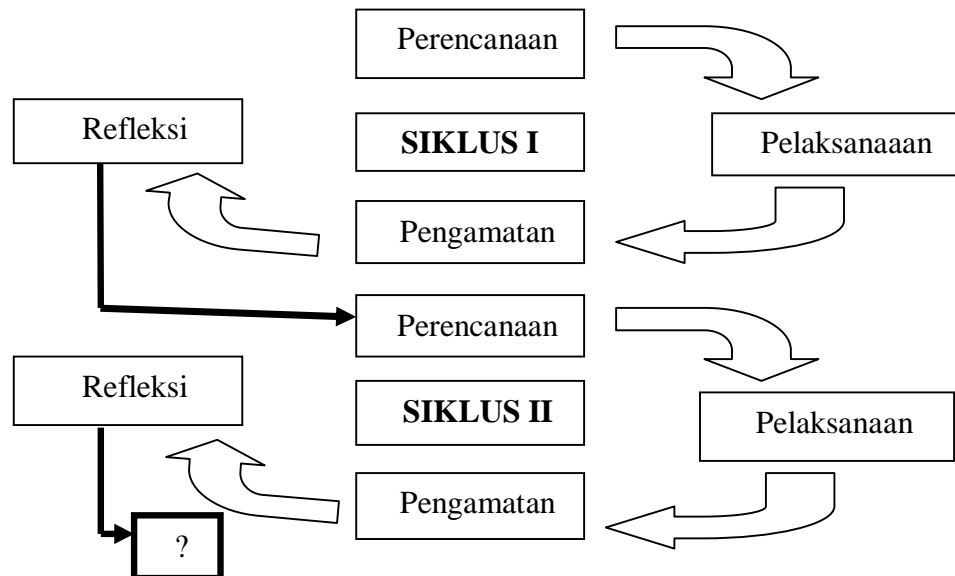 Perencanaan
Refleksi
SIKLUS I
Pelaksanaaan
Pengamatan
Perencanaan
Refleksi
SIKLUS II
Pelaksanaan
Pengamatan
?